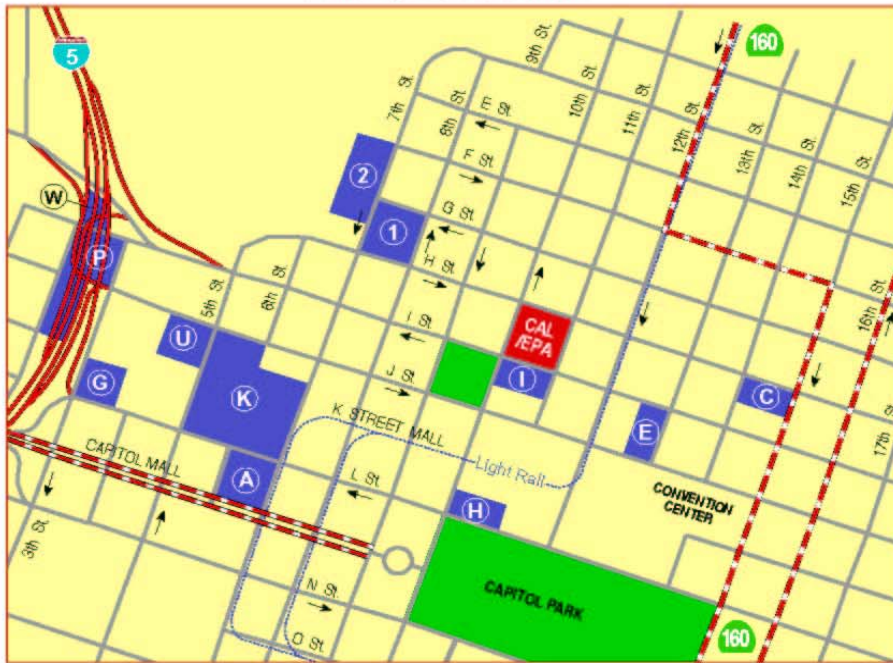 5
160
9th St.
10th St.
11th St.
12th St.
13th St.
14th St.
15th St.
16th St.
17th St.
7th St.
8th St.
E St.
F St.
G St.
H St.
I St.
J St.
2
1
W
P
5th St.
6th St.
U
G
K
A
CAL
/EPA
I
C
E
H
K STREET MALL
Light Rail
CAPITOL MALL
L St.
CONVENTION
CENTER
3th St.
N St.
O St.
CAPITOL PARK
160